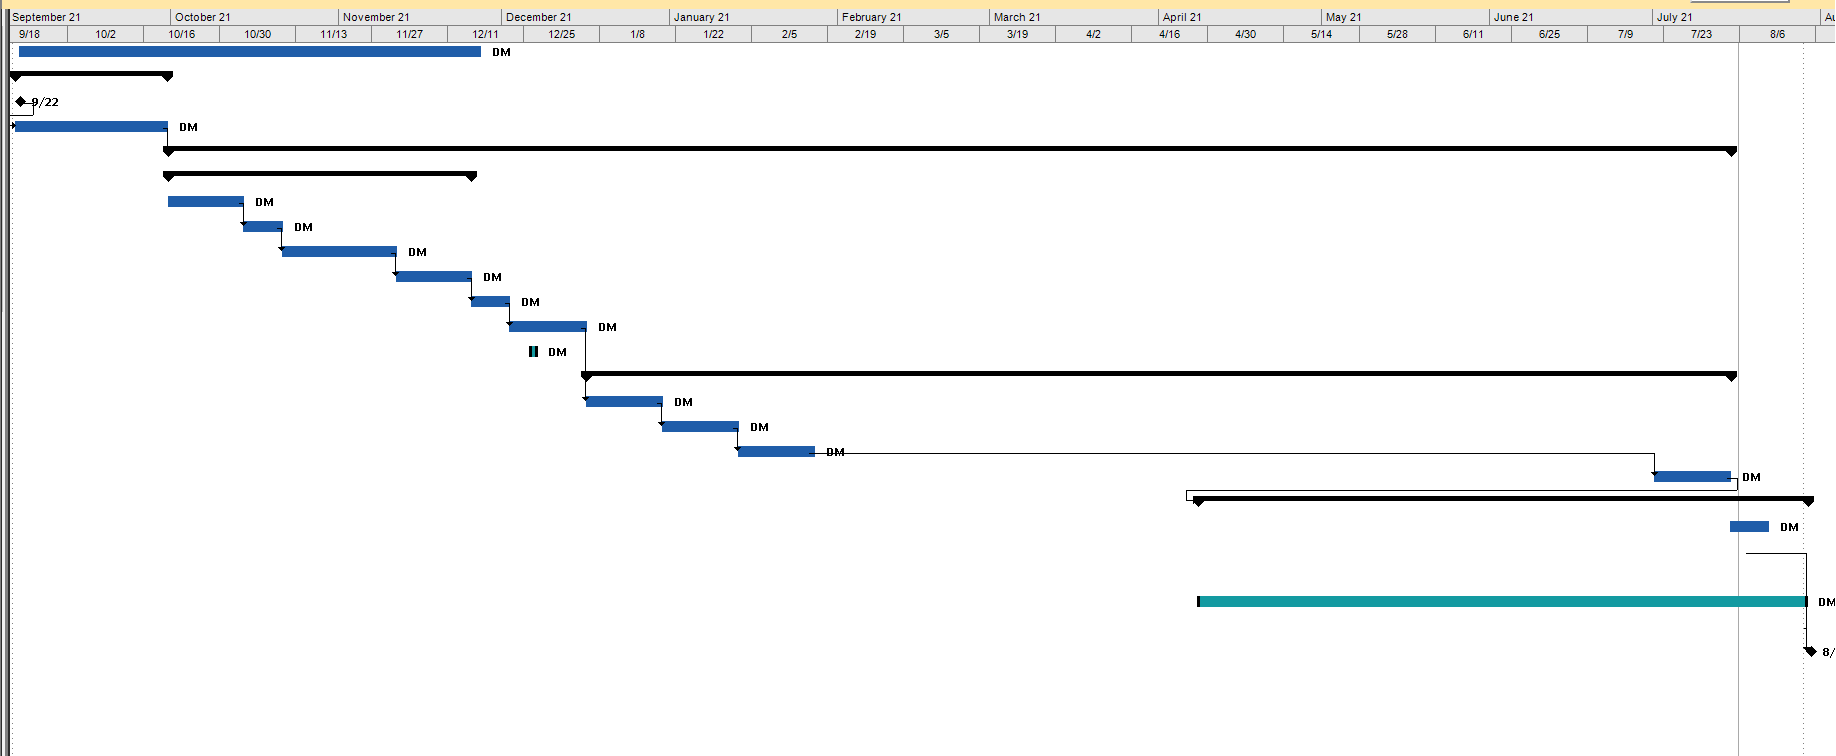 September 21 October 21 November 21 December 21 January 21 February 21 March 21 April 21 May 21 June 21 July 21
9/18 10/2 10/16 10/30 11/13 11/27 12/11 12/25 1/8 1/22 2/5 2/19 3/5 3/19 4/2 4/16 4/30 5/14 5/28 6/11 6/25 7/9 7/23 8/6
DM
9/22
DM
DM
DM
DM
DM
DM
DM
DM
DM
DM
DM
DM
DM
DM
8/